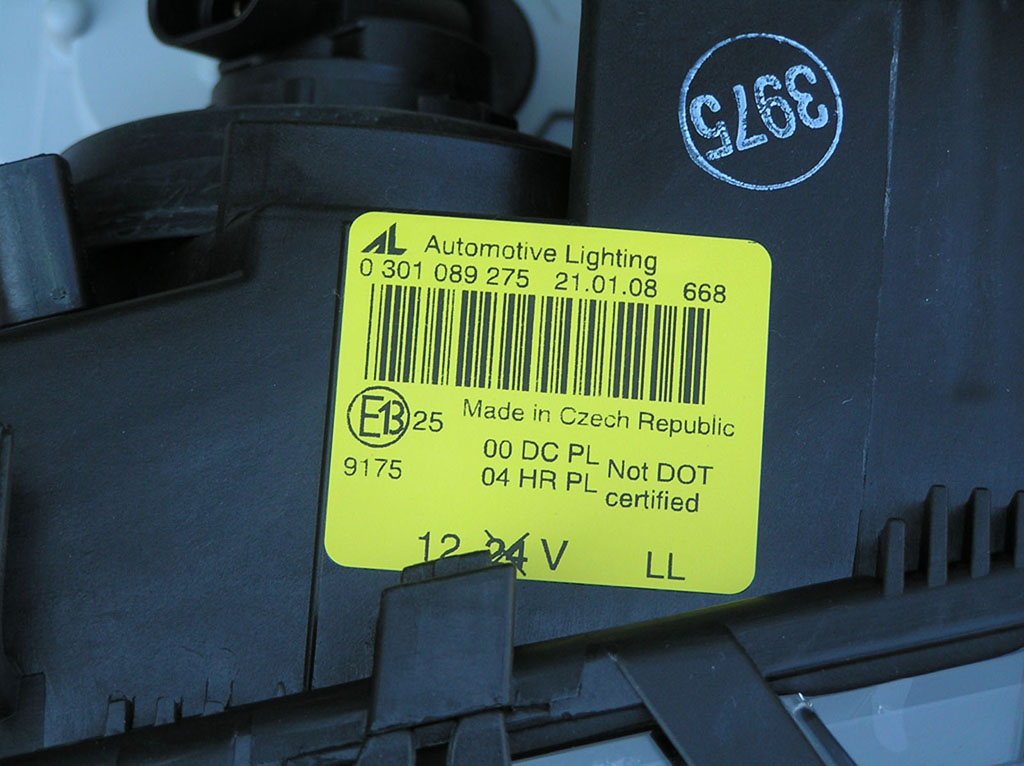 3975
AL Automotive Lighting
0 301 089 275 21.01.08 668
E13 25 Made in Czech Republic
9175
00 DC PL
04 HR PL
Not DOT
certified
12 24 V LL